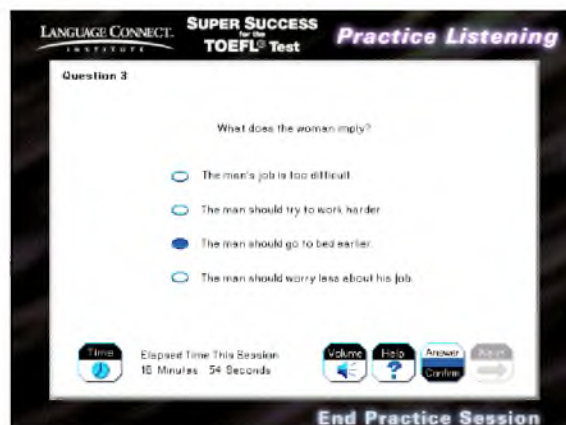 LANGUAGE CONNECT
INSTITUTE
SUPER SUCCESS
for the
TOEFL® Test
Practice Listening
Question 3
What does the woman imply?
The man's job is too difficult
The man should try to work harder
The man should go to bed earlier.
The man should worry less about his job
Time
Elapsed Time This Session
16 Minutes 54 Seconds
Volume
Help
?
Answer
Confirm
Next
End Practice Session